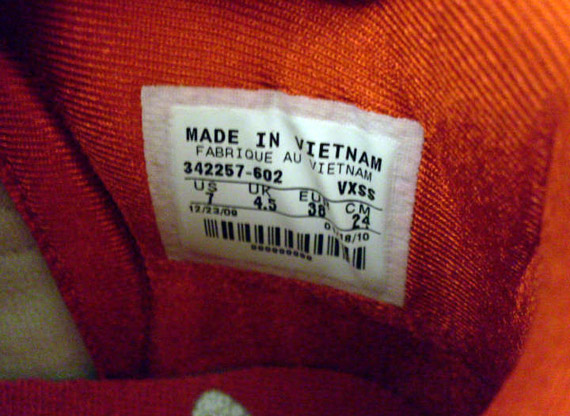 MADE IN VIETNAM
FABRIQUE AU VIETNAM
342257-602 VXSS
US UK EUR CM
7 4.5 38 24
12/23/09